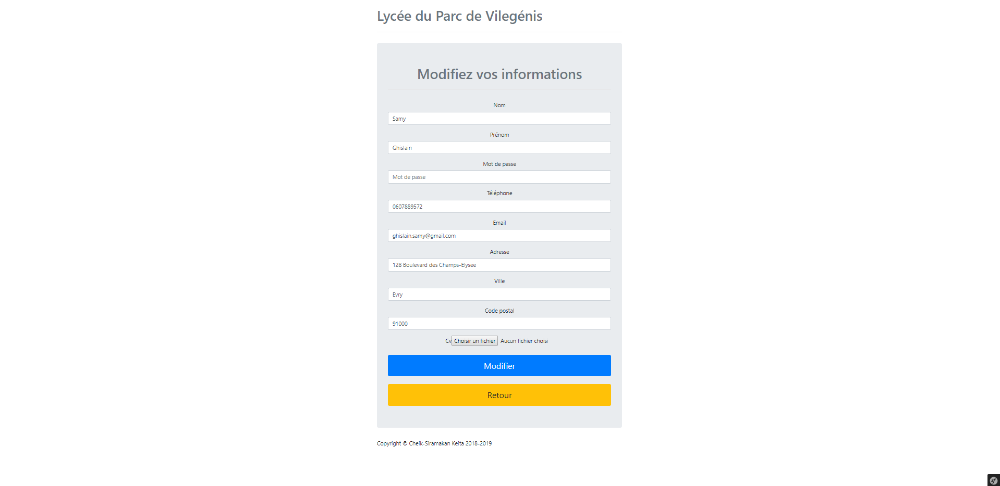 Lycée du Parc de Vilegénis
Modifiez vos informations
Nom
Samy
Prénom
Ghislain
Mot de passe
Mot de passe
Téléphone
0607889572
Email
ghislain.samy@gmail.com
Adresse
128 Boulevard des Champs-Elysee
Ville
Evry
Code postal
91000
Cv Choisir un fichier Aucun fichier choisi
Modifier
Retour
Copyright © Cheik-Siramakan Keita 2018-2019
sf